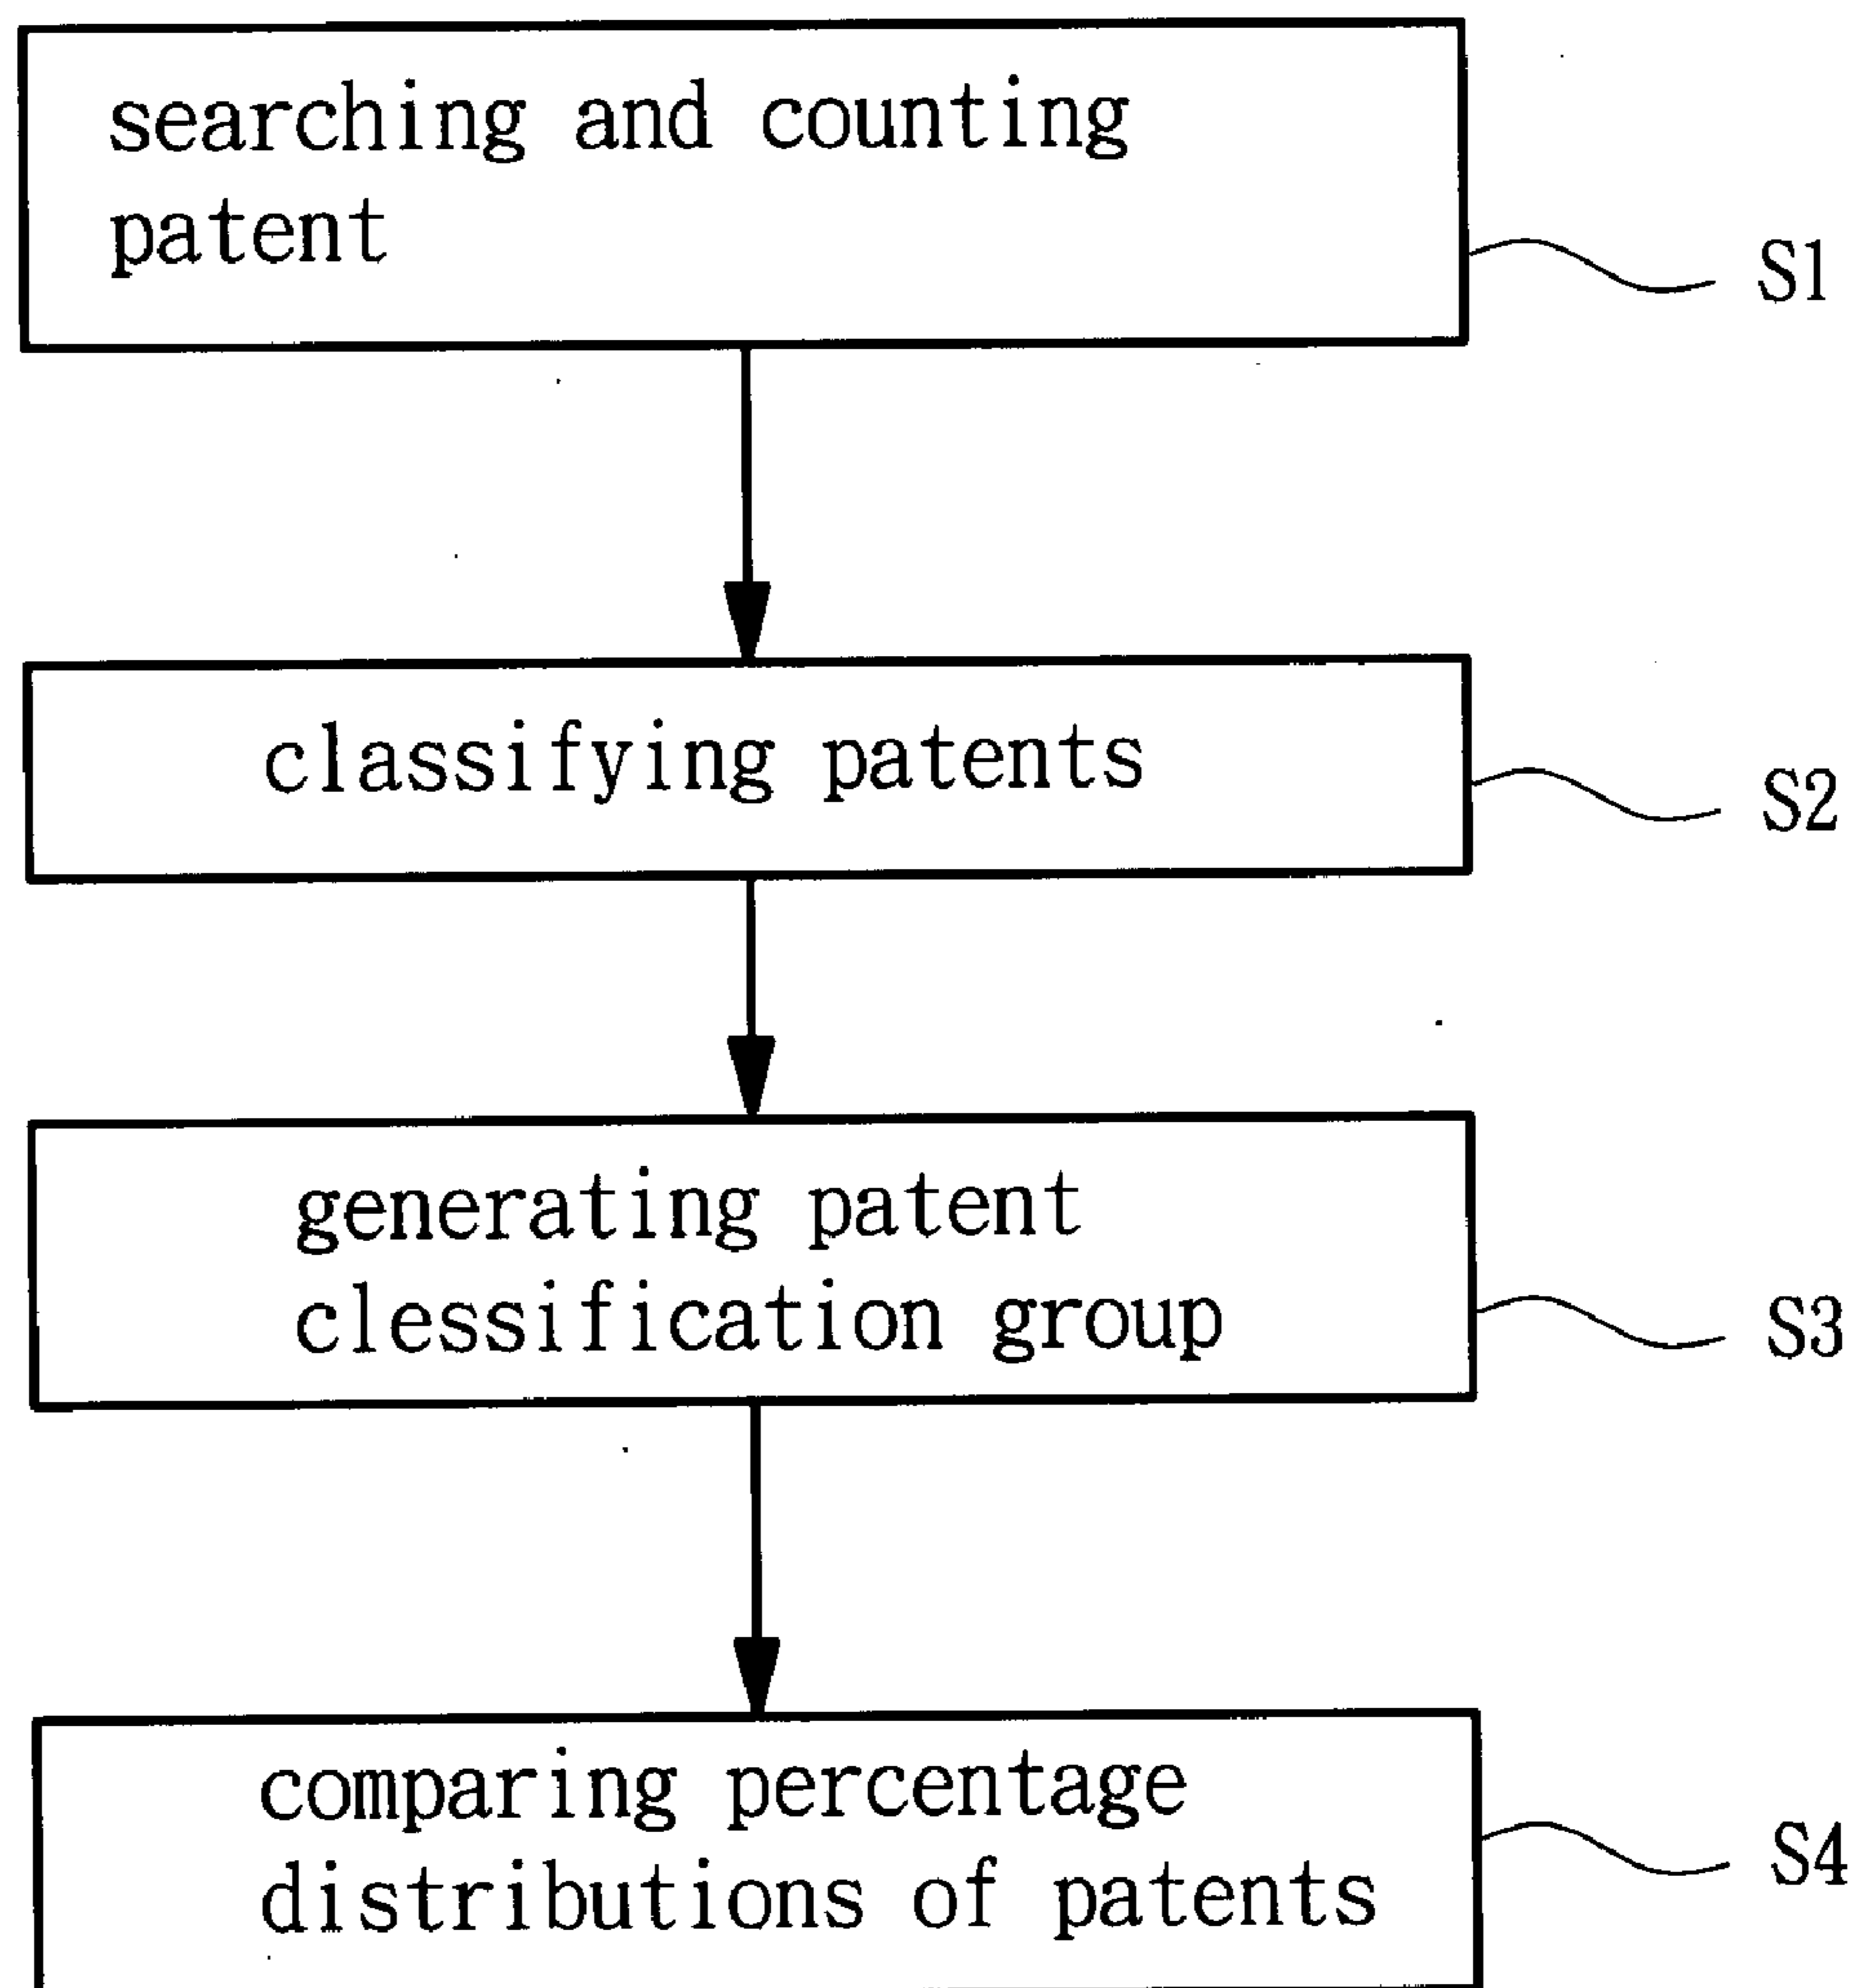 searching and counting
patent
S1
classifying patents
S2
generating patent
clessification group
S3
comparing percentage
distributions of patents
S4